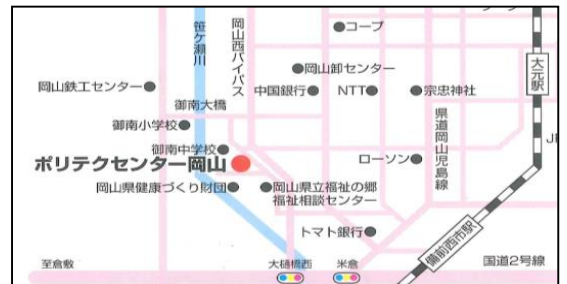 コープ
笹ケ瀬川
岡山西バイパス
大元駅
岡山卸センター
岡山鉄工センター
中国銀行
NTT
宗忠神社
御南大橋
県道岡山児島線
御南小学校
御南中学校
ローソン
ポリテクセンター岡山
岡山県健康づくり財団
岡山県立福祉の郷
福祉相談センター
トマト銀行
備前西市駅
至倉敷
大樋橋西
米倉
国道2号線